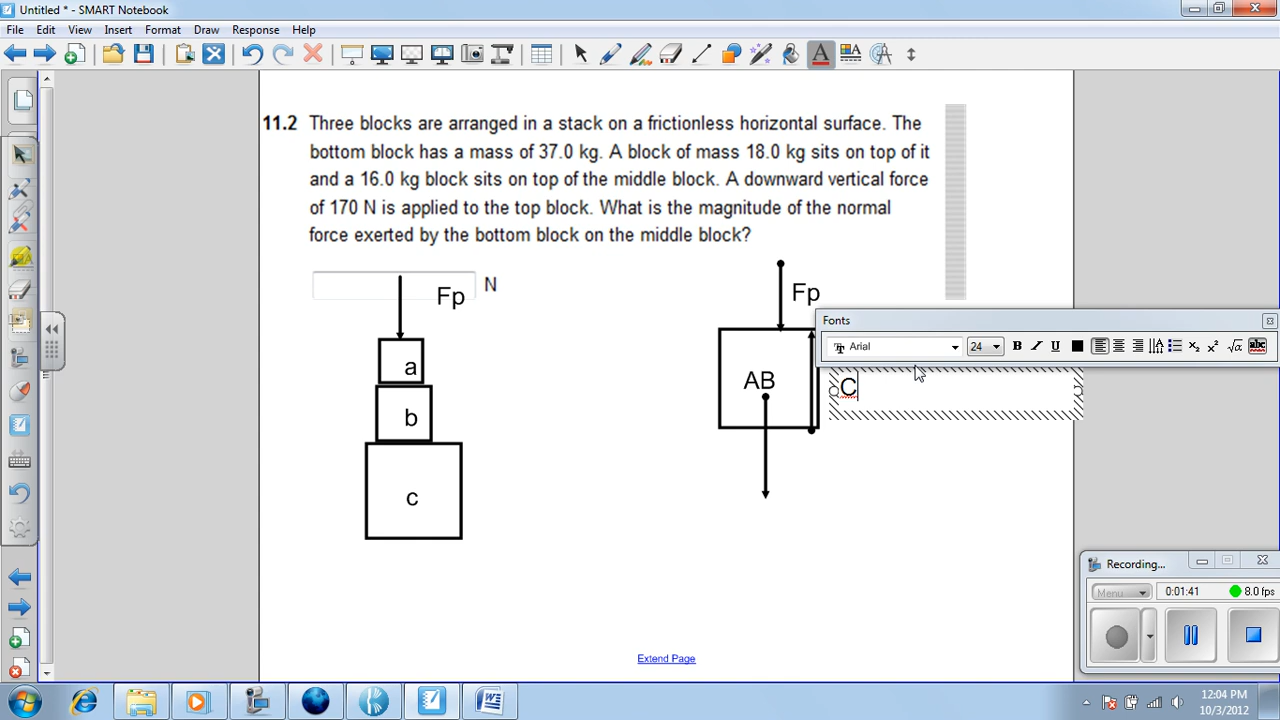 Untitled * - SMART Notebook
File Edit View Insert Format Draw Response Help
11.2 Three blocks are arranged in a stack on a frictionless horizontal surface. The
bottom block has a mass of 37.0 kg. A block of mass 18.0 kg sits on top of it
and a 16.0 kg block sits on top of the middle block. A downward vertical force
of 170 N is applied to the top block. What is the magnitude of the normal
force exerted by the bottom block on the middle block?
N
Fp
a
b
c
Fp
AB
Fonts
Arial 24 B I U abc
C
Recording...
Menu 0:01:41 8.0 fps
Extend Page
12:04 PM
10/3/2012